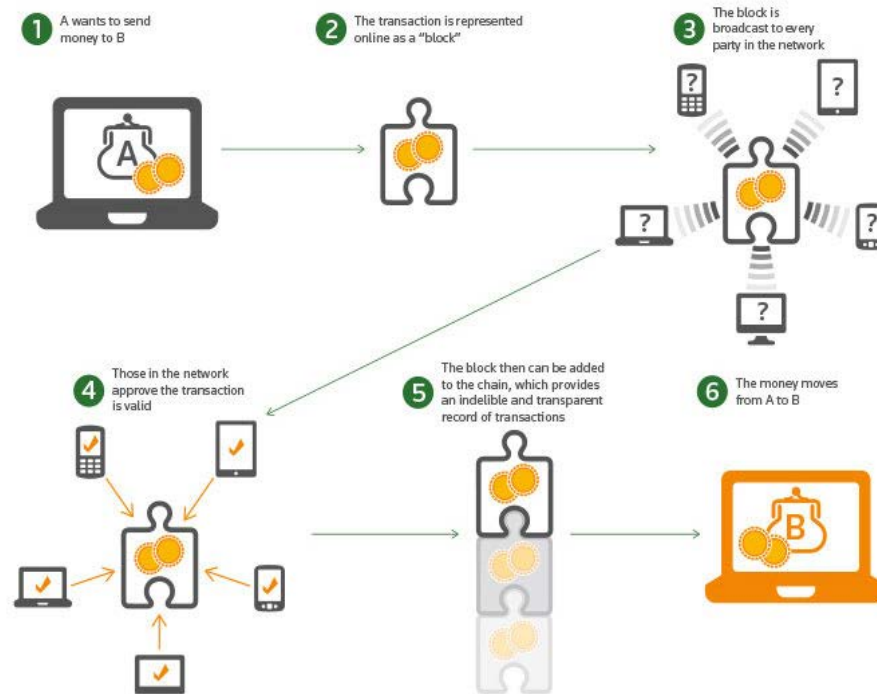 1
A wants to send
money to B
2
The transaction is represented
online as a “block”
3
The block is
broadcast to every
party in the network
A
?
?
?
?
?
4
Those in the network
approve the transaction
is valid
5
The block then can be added
to the chain, which provides
an indelible and transparent
record of transactions
6
The money moves
from A to B
B